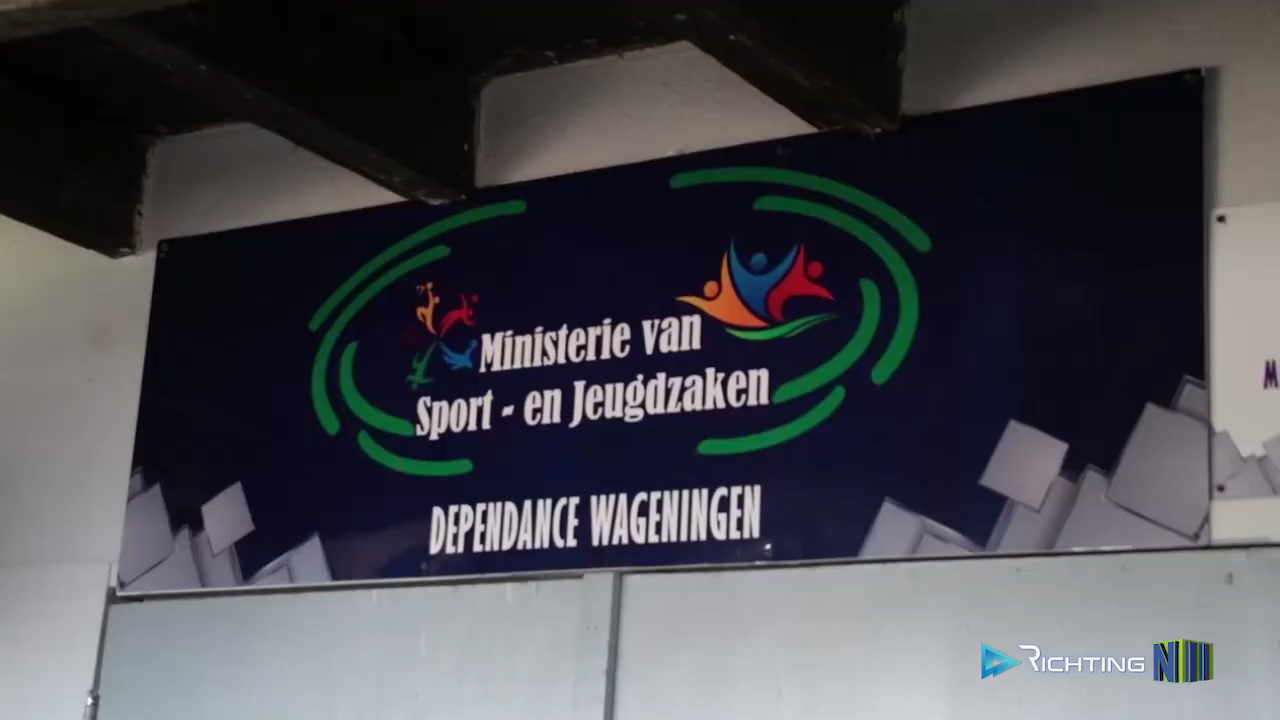 Ministerie van
Sport - en Jeugdzaken
DEPENDANCE WAGENINGEN
M
RICHTING N